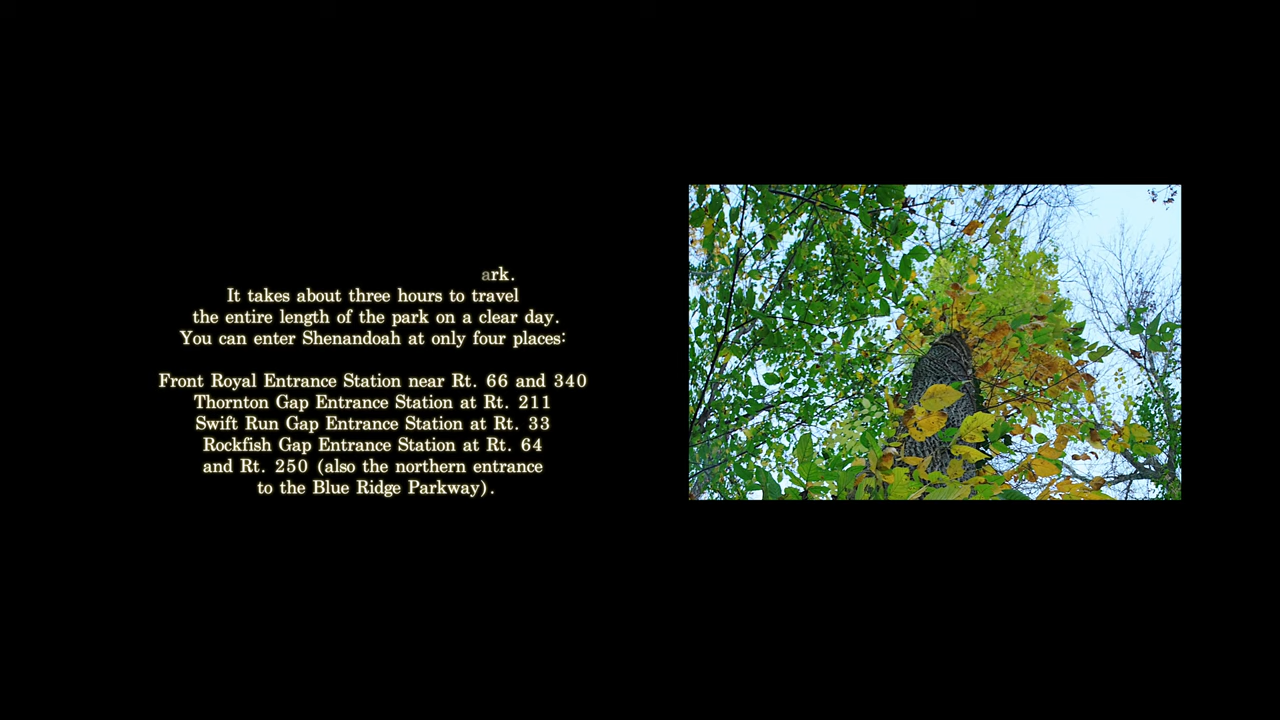 ark.
It takes about three hours to travel
the entire length of the park on a clear day.
You can enter Shenandoah at only four places:
Front Royal Entrance Station near Rt. 66 and 340
Thornton Gap Entrance Station at Rt. 211
Swift Run Gap Entrance Station at Rt. 33
Rockfish Gap Entrance Station at Rt. 64
and Rt. 250 (also the northern entrance
to the Blue Ridge Parkway).